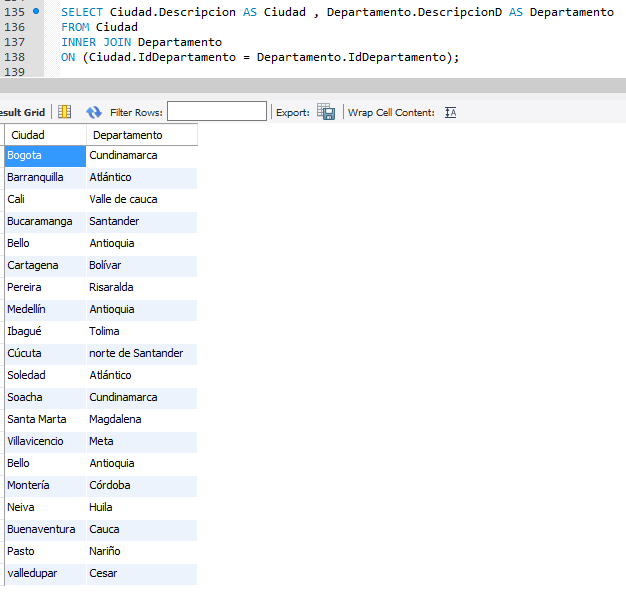 135 SELECT Ciudad.Descripcion AS Ciudad , Departamento.DescripcionD AS Departamento
136 FROM Ciudad
137 INNER JOIN Departamento
138 ON (Ciudad.IdDepartamento = Departamento.IdDepartamento);
139
esult Grid Filter Rows: Export: Wrap Cell Content:
Ciudad Departamento
Bogota Cundinamarca
Barranquilla Atlántico
Cali Valle de cauca
Bucaramanga Santander
Bello Antioquia
Cartagena Bolívar
Pereira Risaralda
Medellín Antioquia
Ibagué Tolima
Cúcuta norte de Santander
Soledad Atlántico
Soacha Cundinamarca
Santa Marta Magdalena
Villavicencio Meta
Bello Antioquia
Montería Córdoba
Neiva Huila
Buenaventura Cauca
Pasto Nariño
valledupar Cesar